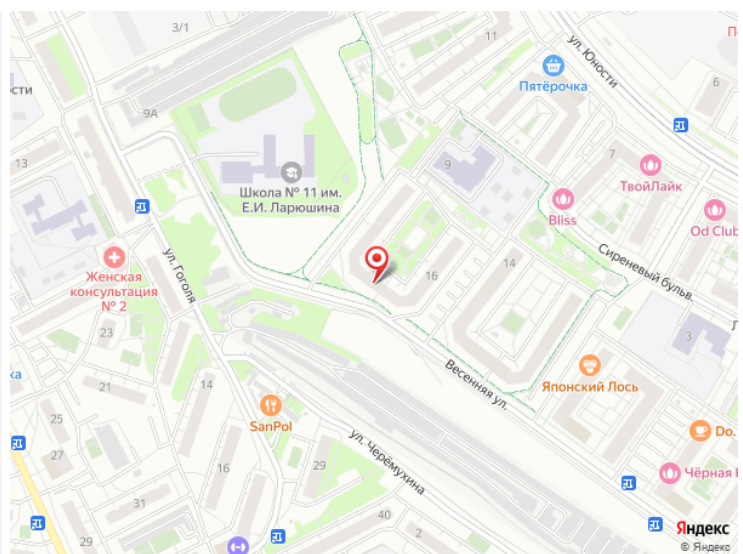 3/1
11
ул. Юности
Пятёрочка
6
ости
9А
13
Школа № 11 им.
Е.И. Ларюшина
9
7
ТвойЛайк
Bliss
Od Club
Сиреневый бульв.
ул. Гоголя
Женская
консультация
№ 2
16
14
23
3
21
14
Весенняя ул.
Японский Лось
25
SanPol
27
16
29
ул. Черёмухина
Do.
Чёрная
31
40
2
Яндекс
© Яндекс